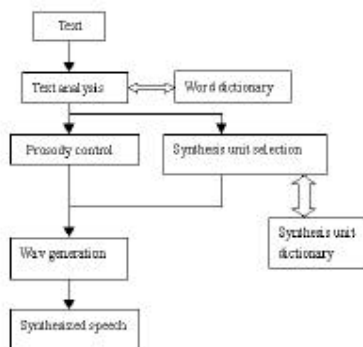 Text
Text analysis
Word dictionary
Prosody control
Synthesis unit selection
Synthesis unit
dictionary
Wav generation
Synthesized speech